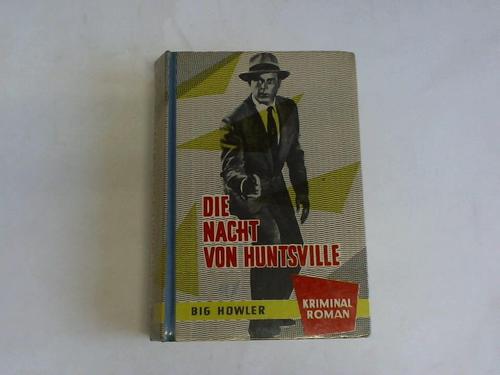 DIE
NACHT
VON HUNTSVILLE
BIG HOWLER
KRIMINAL
ROMAN